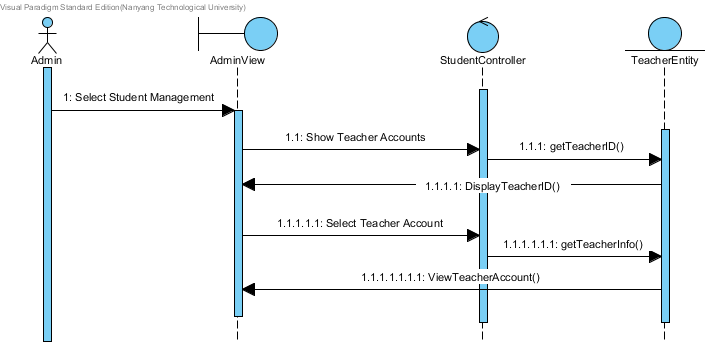 Visual Paradigm Standard Edition(Nanyang Technological University)
Admin
AdminView
StudentController
TeacherEntity
1: Select Student Management
1.1: Show Teacher Accounts
1.1.1: getTeacherID()
1.1.1.1: DisplayTeacherID()
1.1.1.1.1: Select Teacher Account
1.1.1.1.1.1: getTeacherInfo()
1.1.1.1.1.1.1: ViewTeacherAccount()